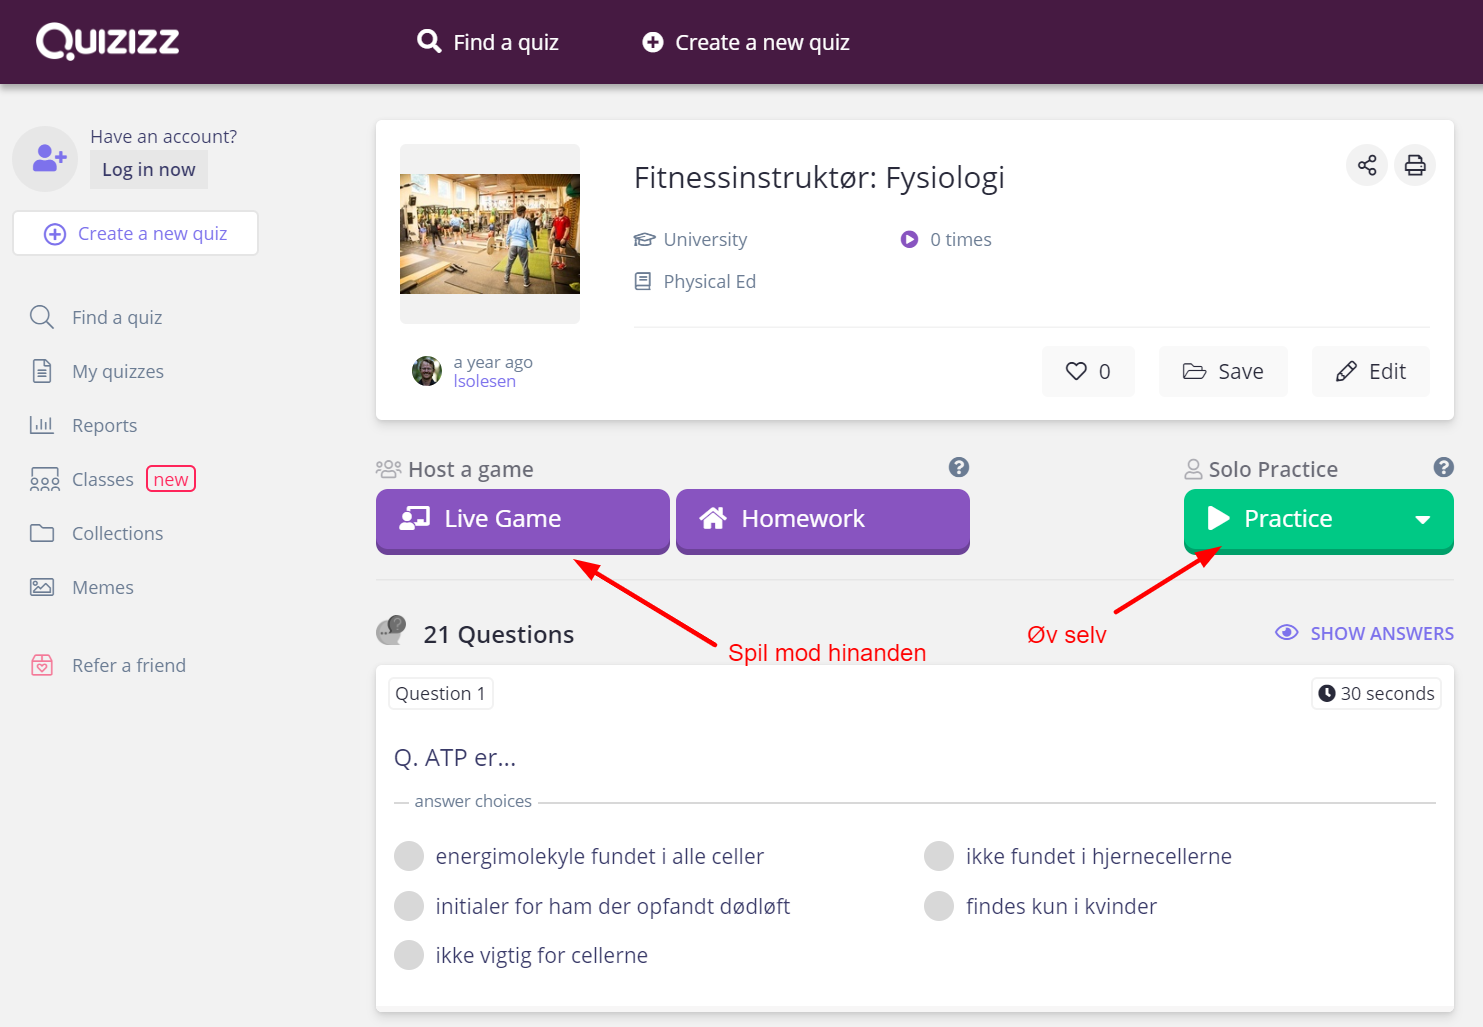 Quizizz
Find a quiz
Create a new quiz
Have an account?
Log in now
Create a new quiz
Find a quiz
My quizzes
Reports
Classes new
Collections
Memes
Refer a friend
Fitnessinstruktør: Fysiologi
University
0 times
Physical Ed
a year ago
lsolesen
0
Save
Edit
Host a game
?
Live Game
Homework
Solo Practice
?
Practice
Spil mod hinanden
Øv selv
21 Questions
SHOW ANSWERS
Question 1
30 seconds
Q. ATP er...
answer choices
energimolekyle fundet i alle celler
ikke fundet i hjernecellerne
initialer for ham der opfandt dødløft
findes kun i kvinder
ikke vigtig for cellerne